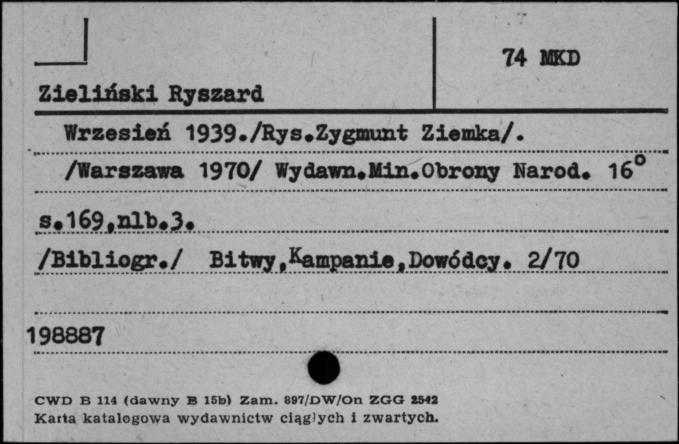 74 MKD
Zieliński Ryszard
Wrzesień 1939./Rys.Zygmunt Ziemka/.
/Warszawa 1970/ Wydawn.Min.Obrony Narod. 16°
s.169,nlb.3.
/Bibliogr./ Bitwy,Kampanie,Dowódcy. 2/70
198887
CWD B 114 (dawny B 15b) Zam. 897/DW/On ZGG 2542
Karta katalogowa wydawnictw ciągłych i zwartych.